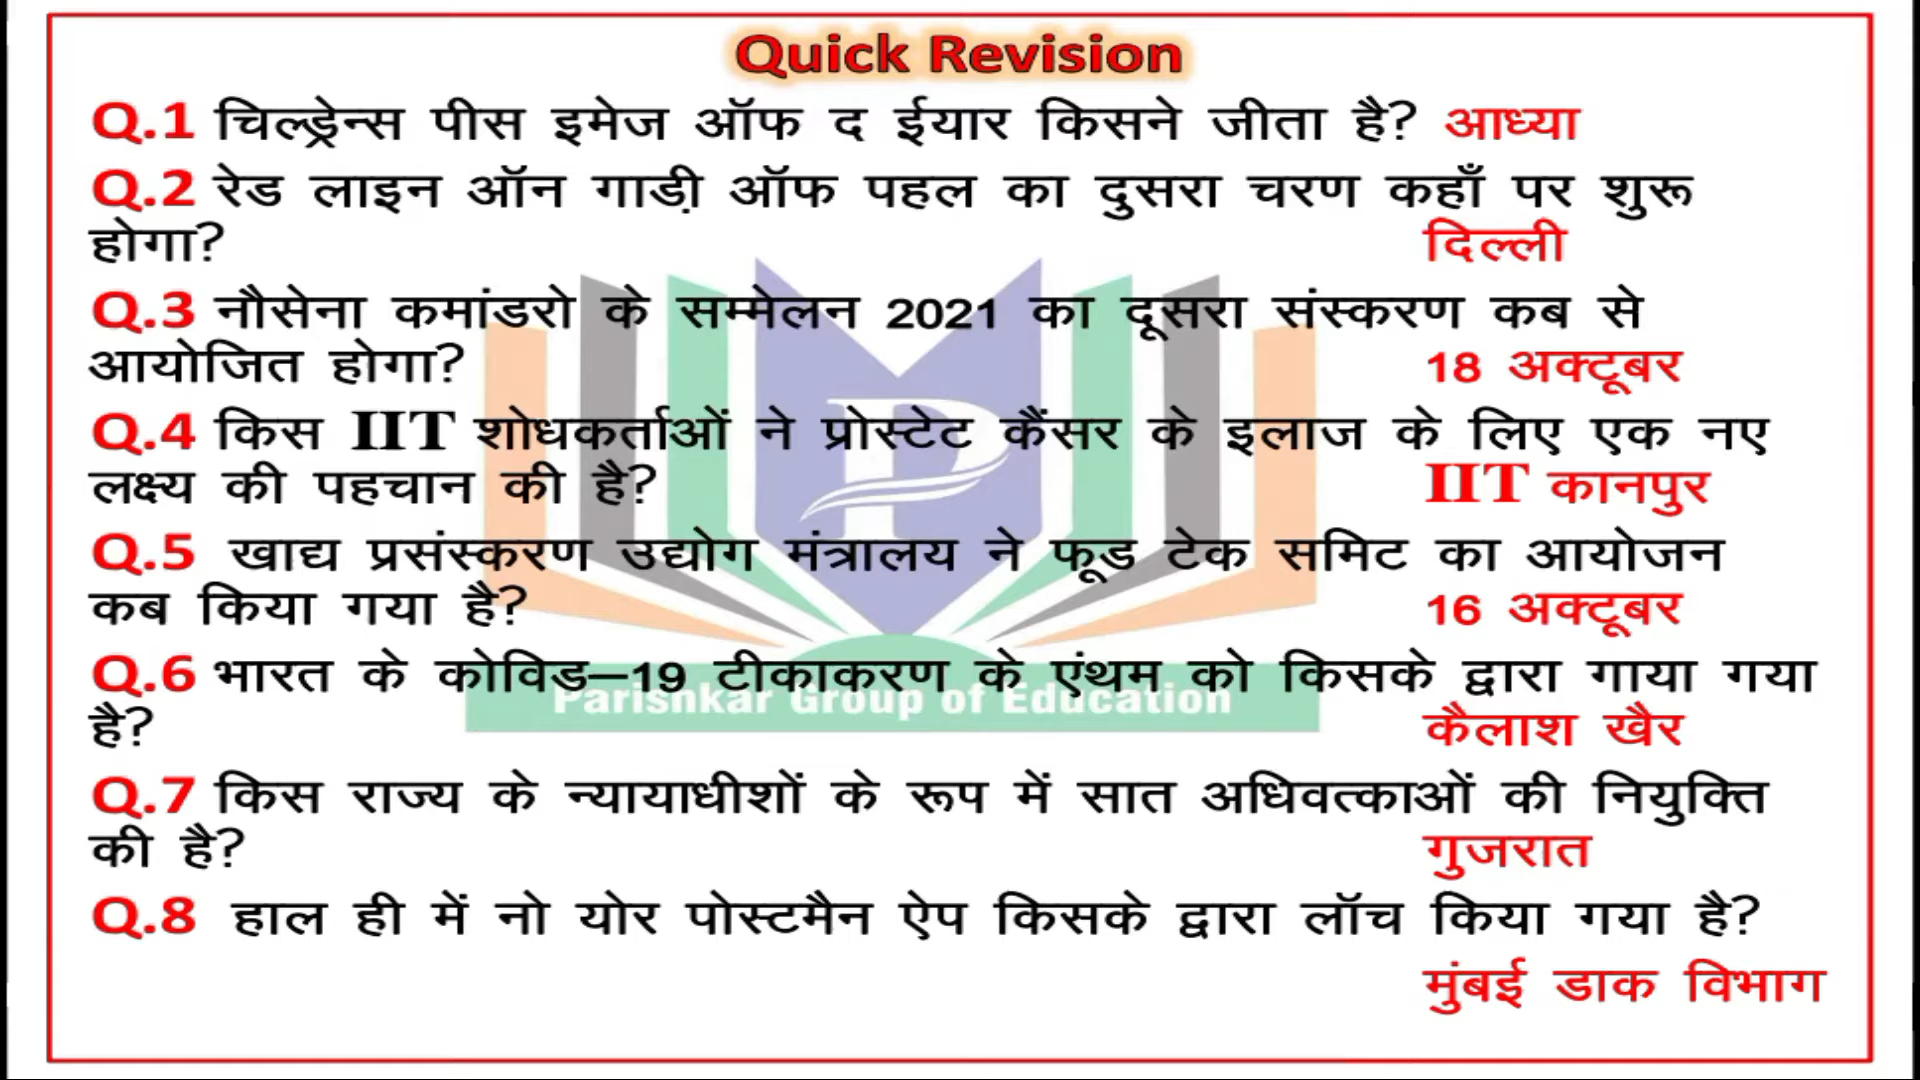 Quick Revision
Q.1 चिल्ड्रेन्स पीस इमेज ऑफ द ईयार किसने जीता है? आध्या
Q.2 रेड लाइन ऑन गाड़ी ऑफ पहल का दुसरा चरण कहाँ पर शुरू
होगा? दिल्ली
Q.3 नौसेना कमांडरो के सम्मेलन 2021 का दूसरा संस्करण कब से
आयोजित होगा? 18 अक्टूबर
Q.4 किस IIT शोधकर्ताओं ने प्रोस्टेट कैंसर के इलाज के लिए एक नए
लक्ष्य की पहचान की है? IIT कानपुर
Q.5 खाद्य प्रसंस्करण उद्योग मंत्रालय ने फूड टेक समिट का आयोजन
कब किया गया है? 16 अक्टूबर
Q.6 भारत के कोविड–19 टीकाकरण के एंथम को किसके द्वारा गाया गया
Parishkar Group of Education
है? कैलाश खैर
Q.7 किस राज्य के न्यायाधीशों के रूप में सात अधिवत्काओं की नियुक्ति
की है? गुजरात
Q.8 हाल ही में नो योर पोस्टमैन ऐप किसके द्वारा लॉच किया गया है?
मुंबई डाक विभाग